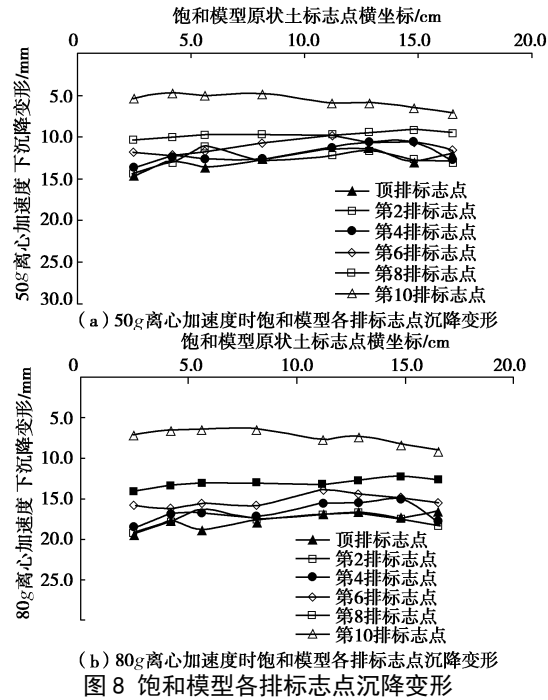 饱和模型原状土标志点横坐标/cm
0 5.0 10.0 15.0 20.0
5.0
10.0
15.0
20.0
25.0
30.0
50g离心加速度 下沉降变形/mm
顶排标志点
第2排标志点
第4排标志点
第6排标志点
第8排标志点
第10排标志点
（a）50g离心加速度时饱和模型各排标志点沉降变形
饱和模型原状土标志点横坐标/cm
0 5.0 10.0 15.0 20.0
5.0
10.0
15.0
20.0
25.0
80g离心加速度 下沉降变形/mm
顶排标志点
第2排标志点
第4排标志点
第6排标志点
第8排标志点
第10排标志点
（b）80g离心加速度时饱和模型各排标志点沉降变形
图8 饱和模型各排标志点沉降变形